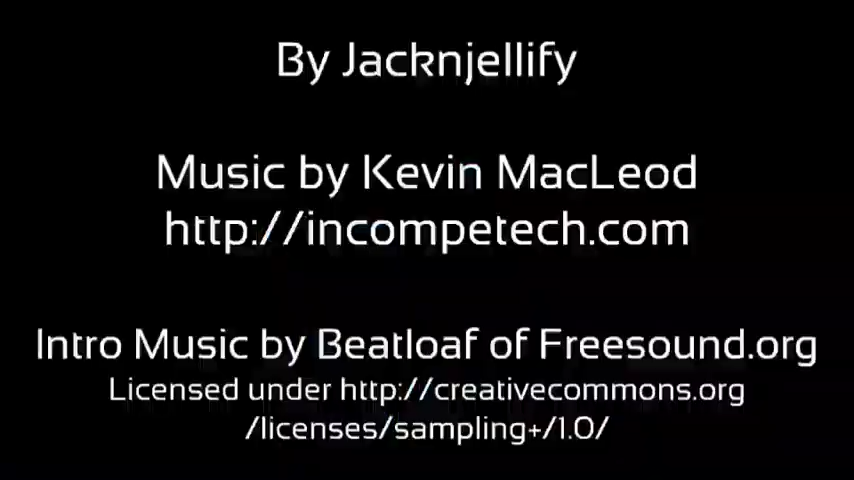 By Jacknjellify
Music by Kevin MacLeod
http://incompetech.com
Intro Music by Beatloaf of Freesound.org
Licensed under http://creativecommons.org
/licenses/sampling+/1.0/